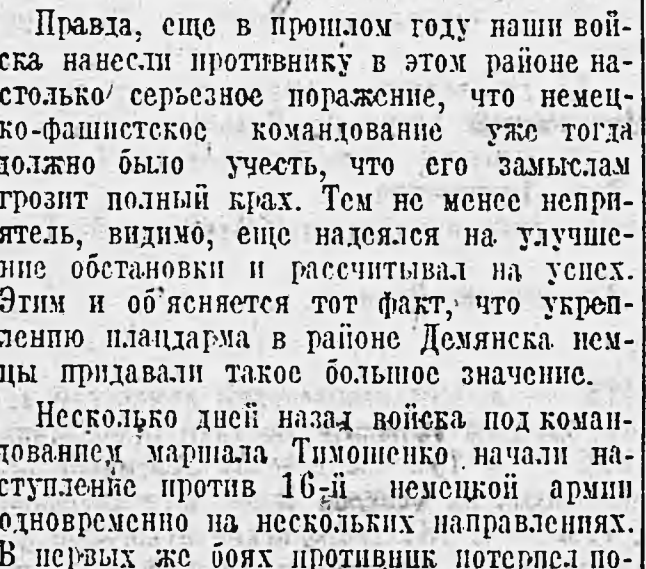 Правда, еще в прошлом году наши вой-
ска нанесли противнику в этом районе на-
столько серьезное поражение, что немец-
ко-фашистское командование уже тогда
должно было учесть, что его замыслам
грозит полный крах. Тем не менее непри-
ятель, видимо, еще надеялся на улучше-
ние обстановки и рассчитывал на успех.
Этим и об'ясняется тот факт, что укреп-
лению плацдарма в районе Демянска нем-
цы придавали такое большое значение.
Несколько дней назад войска под коман-
дованием маршала Тимошенко начали на-
ступление против 16-й немецкой армии
одновременно на нескольких направлениях.
В первых же боях противник потерпел по-